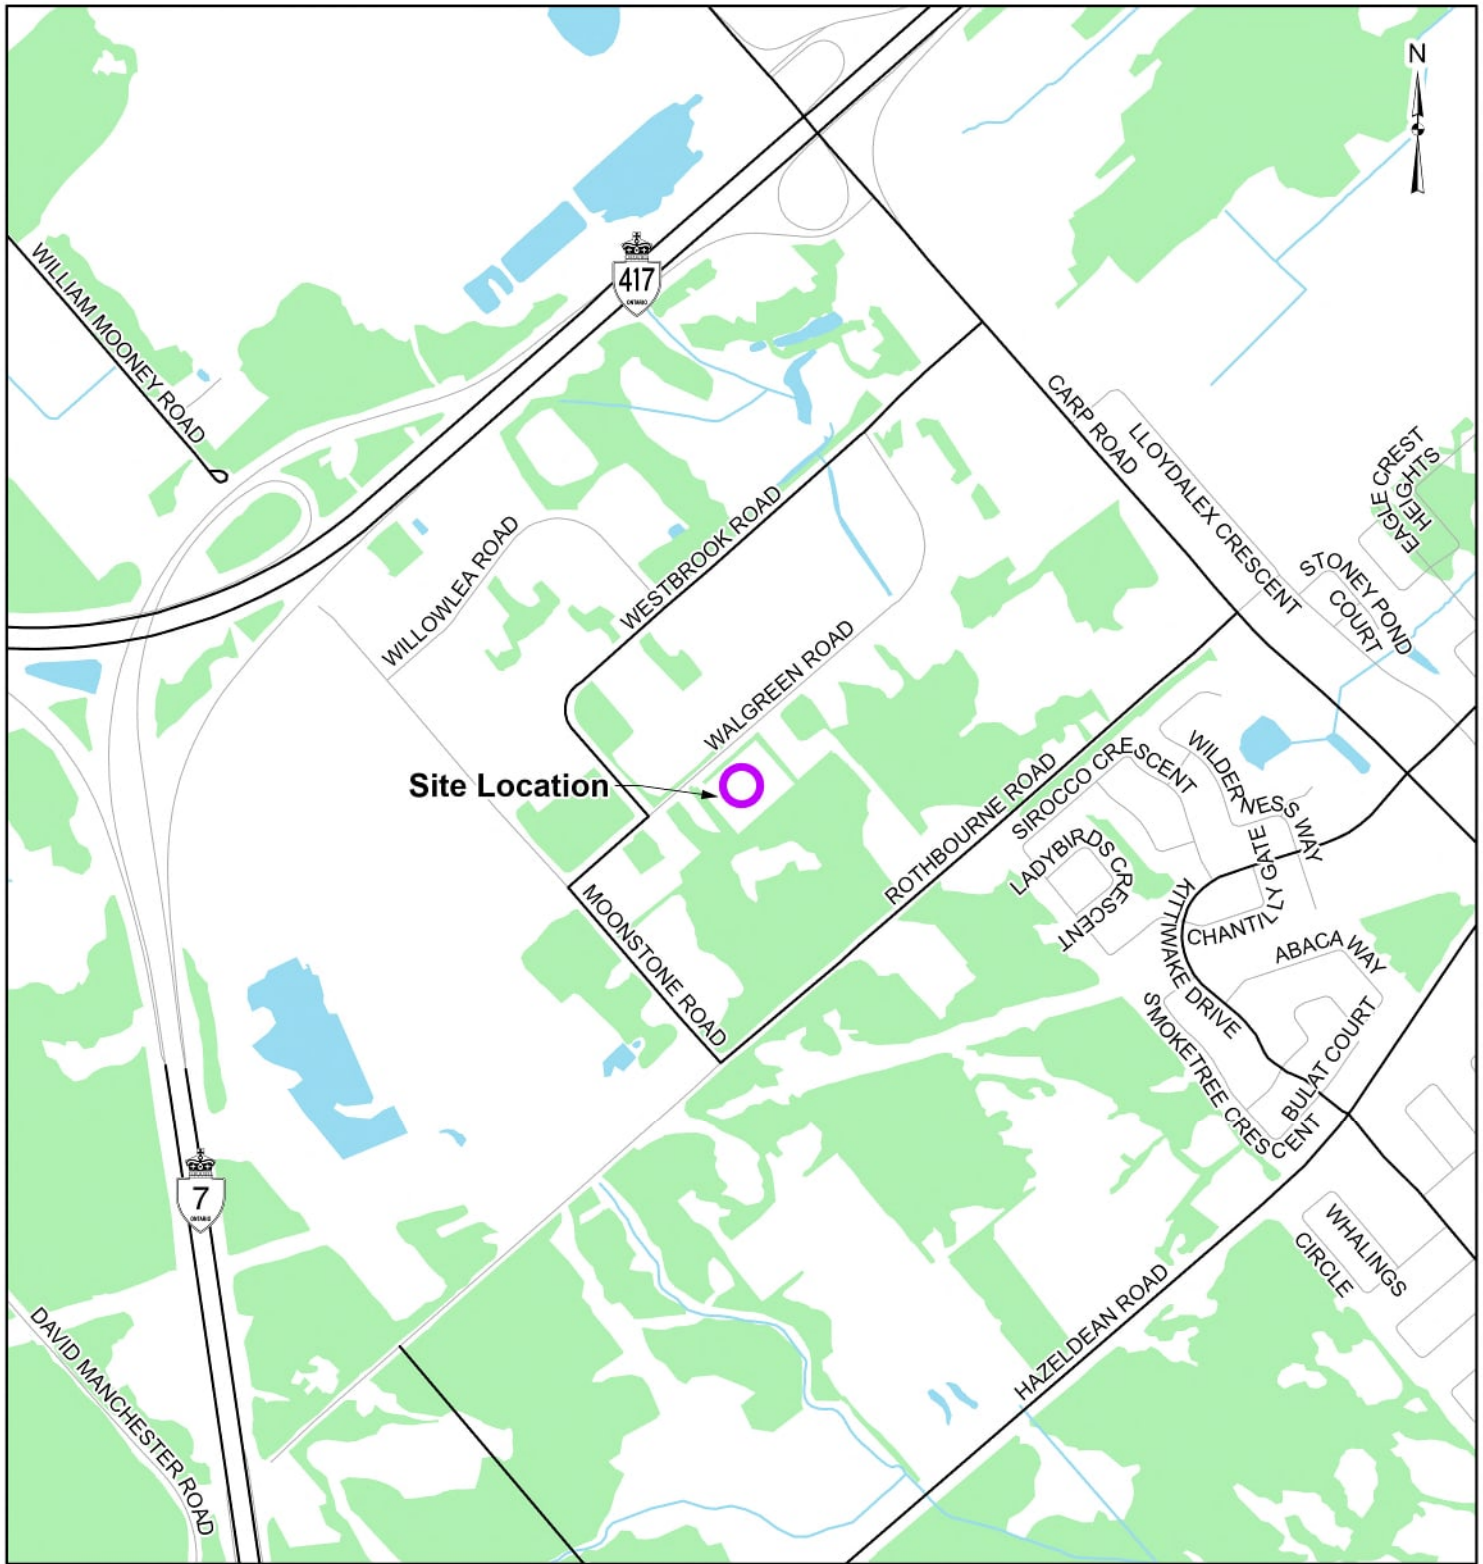 N
417
ONTARIO
WILLIAM MOONEY ROAD
CARP ROAD
LLOYDALEX CRESCENT
EAGLE CREST
HEIGHTS
STONEY POND
COURT
WILLOWLEA ROAD
WESTBROOK ROAD
WALGREEN ROAD
Site Location
ROTHBOURNE ROAD
SIROCCO CRESCENT
WILDERNESS WAY
LADYBIRDS CRESCENT
CHANTILLY GATE
KITTIWAKE DRIVE
ABACA WAY
MOONSTONE ROAD
SMOKETREE CRESCENT
BULAT COURT
7
ONTARIO
WHALINGS
CIRCLE
HAZELDEAN ROAD
DAVID MANCHESTER ROAD